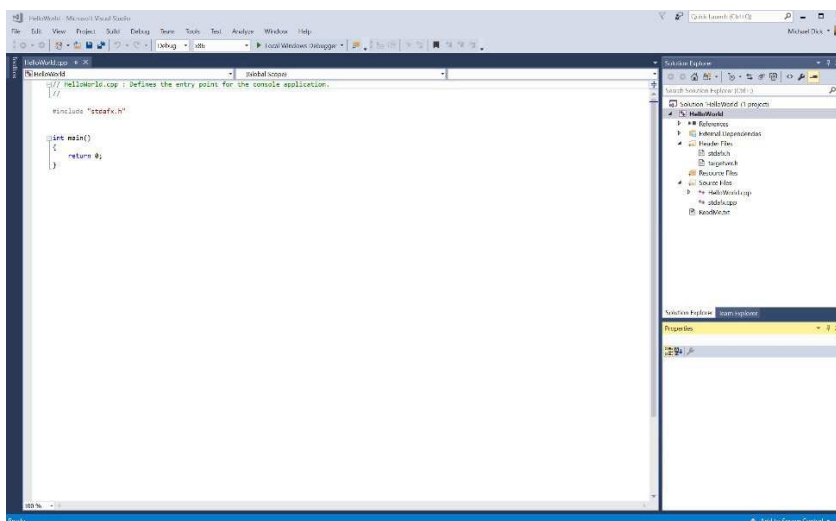 HelloWorld - Microsoft Visual Studio
Quick Launch (Ctrl+Q)
File Edit View Project Build Debug Team Tools Test Analyze Window Help
Michael Dick
Debug x86 Local Windows Debugger
Toolbox
HelloWorld.cpp
HelloWorld (Global Scope)
// HelloWorld.cpp : Defines the entry point for the console application.
//
#include "stdafx.h"
int main()
{
return 0;
}
100 %
Solution Explorer
Search Solution Explorer (Ctrl+;)
Solution 'HelloWorld' (1 project)
HelloWorld
References
External Dependencies
Header Files
stdafx.h
targetver.h
Resource Files
Source Files
HelloWorld.cpp
stdafx.cpp
ReadMe.txt
Solution Explorer Team Explorer
Properties
Ready
Add to Source Control